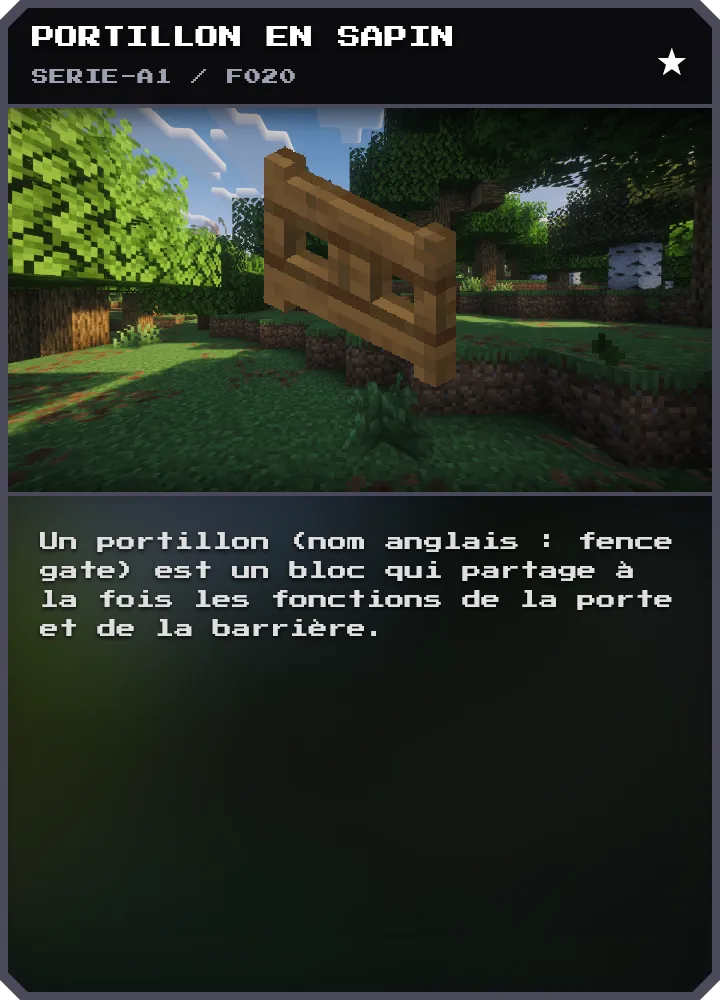 PORTILLON EN SAPIN
SERIE-A1 / F020
Un portillon (nom anglais : fence
gate) est un bloc qui partage à
la fois les fonctions de la porte
et de la barrière.